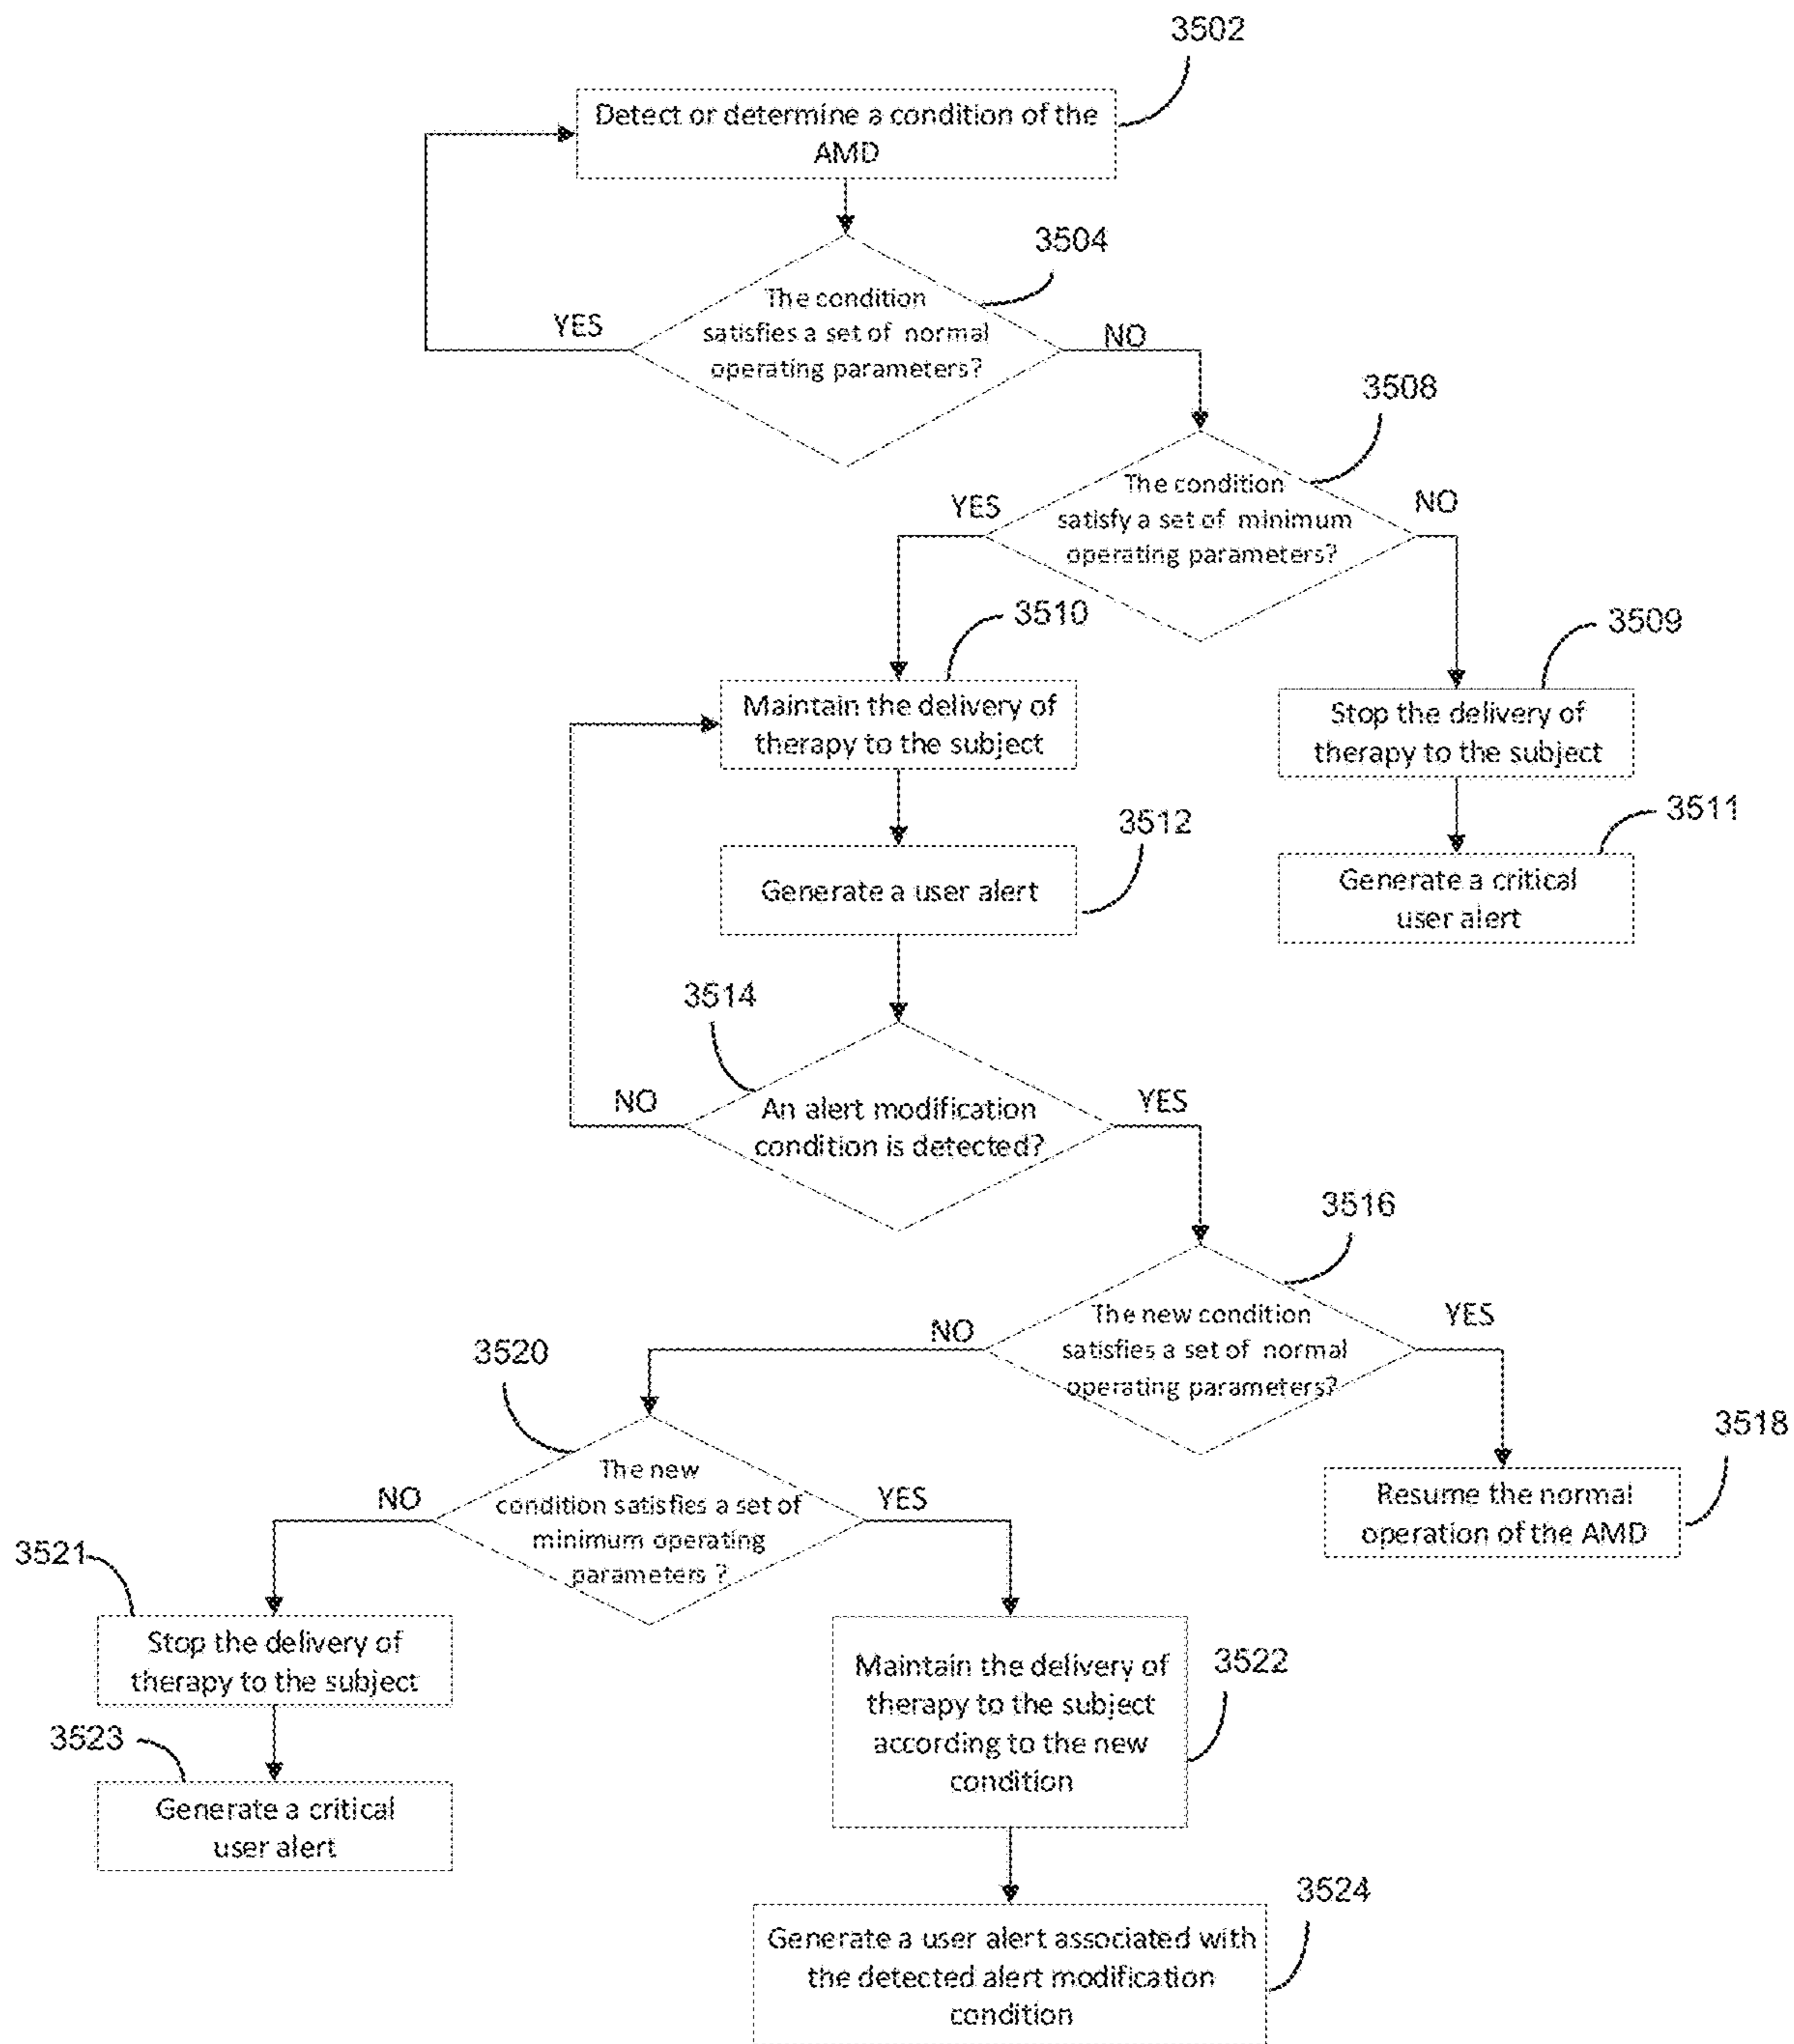 3502
Detect or determine a condition of the
AMD
3504
The condition
satisfies a set of normal
operating parameters?
YES
NO
3508
The condition
satisfy a set of minimum
operating parameters?
YES
NO
3510
Maintain the delivery of
therapy to the subject
3509
Stop the delivery of
therapy to the subject
3512
Generate a user alert
3511
Generate a critical
user alert
3514
An alert modification
condition is detected?
NO
YES
3516
The new condition
satisfies a set of normal
operating parameters?
NO
YES
3518
Resume the normal
operation of the AMD
3520
The new
condition satisfies a set of
minimum operating
parameters ?
NO
YES
3521
Stop the delivery of
therapy to the subject
3522
Maintain the delivery of
therapy to the subject
according to the new
condition
3523
Generate a critical
user alert
3524
Generate a user alert associated with
the detected alert modification
condition